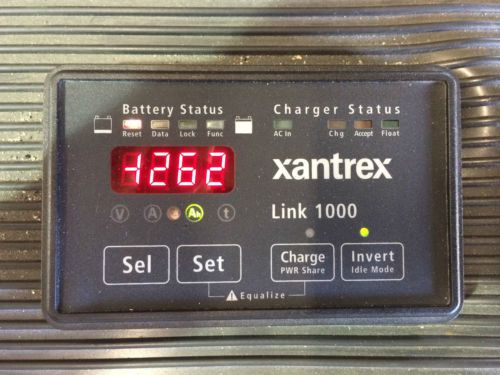 Battery Status Charger Status
Reset Data Lock Func AC In Chg Accept Float
-1262
xantrex
V A Ah t
Link 1000
Sel Set Charge PWR Share Invert Idle Mode
Equalize